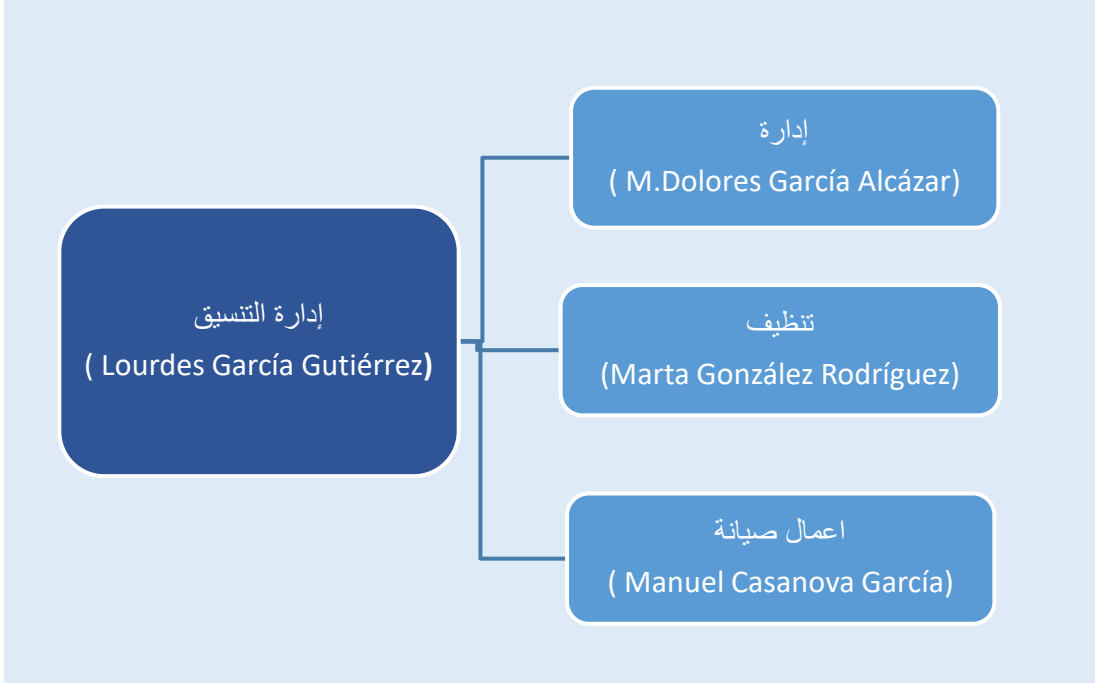 إدارة التنسيق
( Lourdes García Gutiérrez)
إدارة
( M.Dolores García Alcázar)
تنظيف
(Marta González Rodríguez)
اعمال صيانة
( Manuel Casanova García)